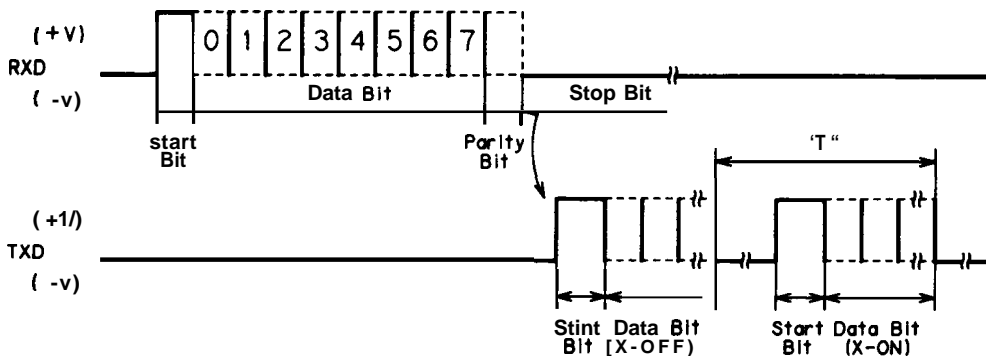 (+V)
RXD
(-v)
0 1 2 3 4 5 6 7
Data Bit
Stop Bit
start
Bit
Parity
Bit
‘T“
(+1/)
TXD
(-v)
Stint Data Bit
Bit [X-OFF)
Start Data Bit
Bit (X-ON)